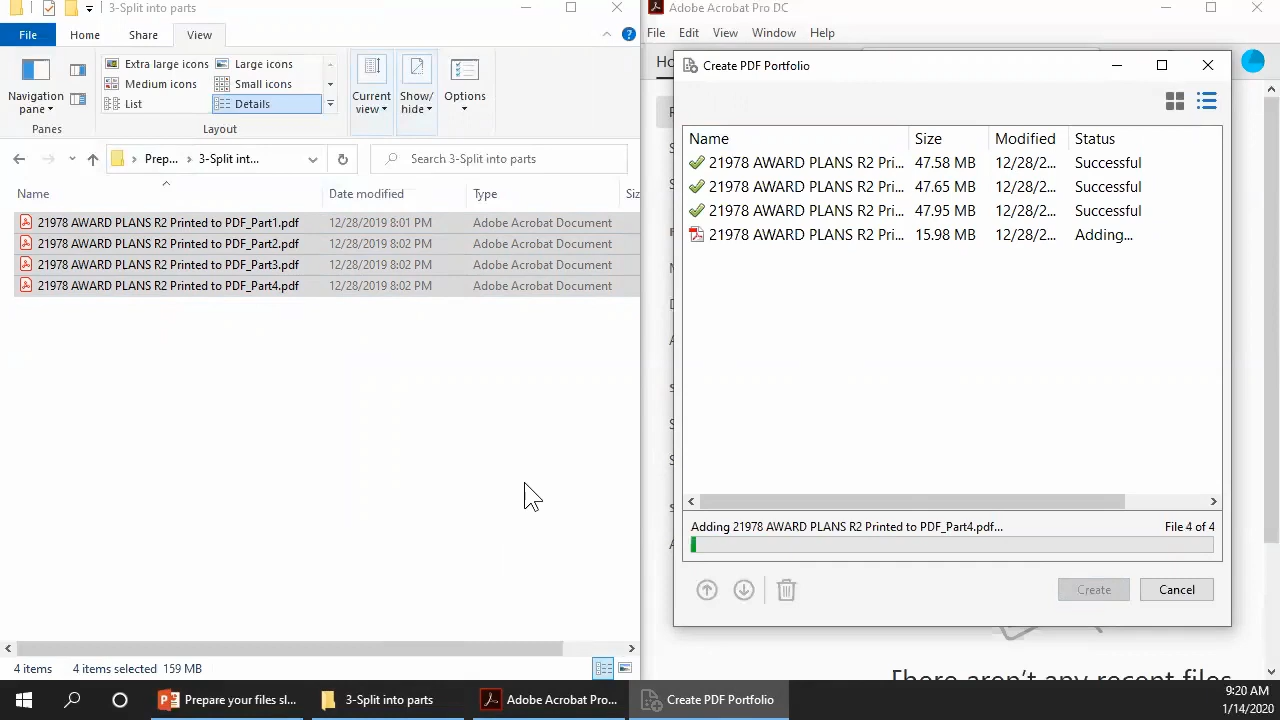 3-Split into parts
File Home Share View
Navigation pane
Extra large icons Large icons
Medium icons Small icons
List Details
Current view
Show/ hide
Options
Panes Layout
Prep... 3-Split int...
Search 3-Split into parts
Name Date modified Type Siz
21978 AWARD PLANS R2 Printed to PDF_Part1.pdf 12/28/2019 8:01 PM Adobe Acrobat Document
21978 AWARD PLANS R2 Printed to PDF_Part2.pdf 12/28/2019 8:02 PM Adobe Acrobat Document
21978 AWARD PLANS R2 Printed to PDF_Part3.pdf 12/28/2019 8:02 PM Adobe Acrobat Document
21978 AWARD PLANS R2 Printed to PDF_Part4.pdf 12/28/2019 8:02 PM Adobe Acrobat Document
4 items 4 items selected 159 MB
Adobe Acrobat Pro DC
File Edit View Window Help
Create PDF Portfolio
Name Size Modified Status
21978 AWARD PLANS R2 Pri... 47.58 MB 12/28/2... Successful
21978 AWARD PLANS R2 Pri... 47.65 MB 12/28/2... Successful
21978 AWARD PLANS R2 Pri... 47.95 MB 12/28/2... Successful
21978 AWARD PLANS R2 Pri... 15.98 MB 12/28/2... Adding...
Adding 21978 AWARD PLANS R2 Printed to PDF_Part4.pdf... File 4 of 4
Create Cancel
There aren't any recent files
Prepare your files sl... 3-Split into parts Adobe Acrobat Pro... Create PDF Portfolio
9:20 AM
1/14/2020